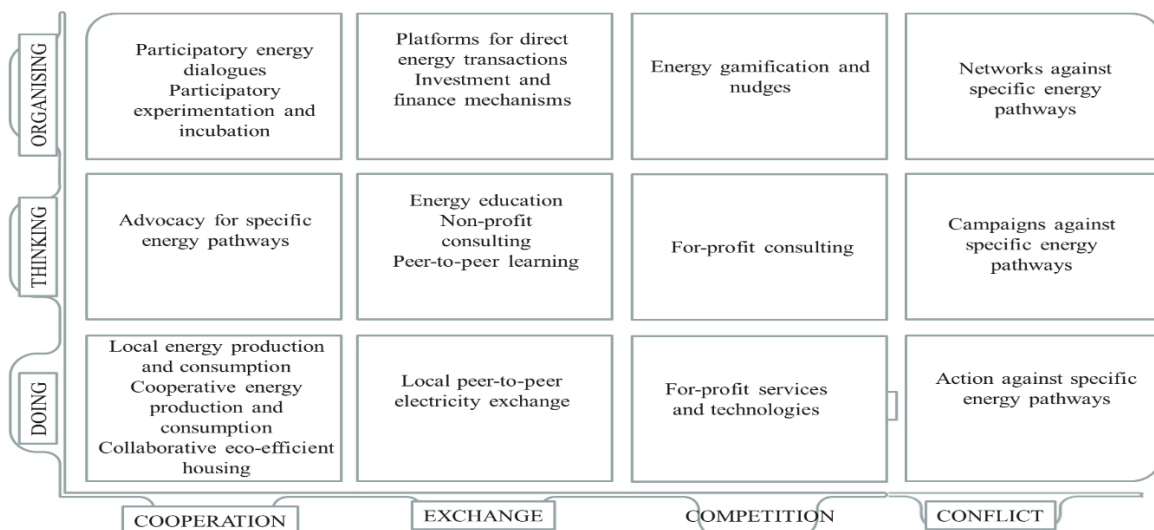 ORGANISING
Participatory energy
dialogues
Participatory
experimentation and
incubation
Platforms for direct
energy transactions
Investment and
finance mechanisms
Energy gamification and
nudges
Networks against
specific energy
pathways
THINKING
Advocacy for specific
energy pathways
Energy education
Non-profit
consulting
Peer-to-peer learning
For-profit consulting
Campaigns against
specific energy
pathways
DOING
Local energy production
and consumption
Cooperative energy
production and
consumption
Collaborative eco-efficient
housing
Local peer-to-peer
electricity exchange
For-profit services
and technologies
Action against specific
energy pathways
COOPERATION
EXCHANGE
COMPETITION
CONFLICT